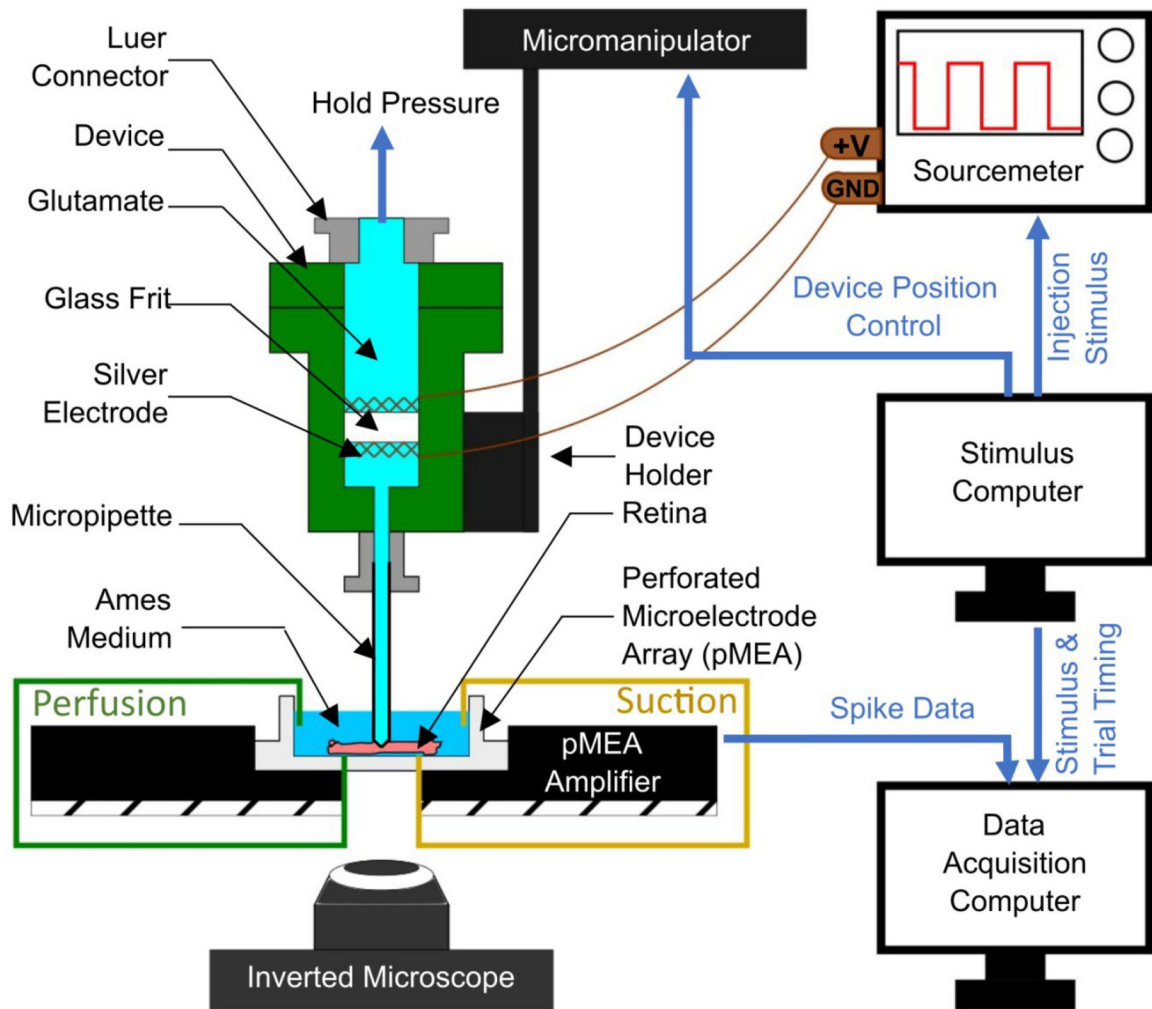 Luer
Connector
Hold Pressure
Device
Glutamate
Glass Frit
Silver
Electrode
Micropipette
Ames
Medium
Micromanipulator
+V
GND
Sourcemeter
Device Position
Control
Injection
Stimulus
Device
Holder
Retina
Stimulus
Computer
Perforated
Microelectrode
Array (pMEA)
Stimulus &
Trial Timing
Perfusion
Suction
Spike Data
pMEA
Amplifier
Data
Acquisition
Computer
Inverted Microscope